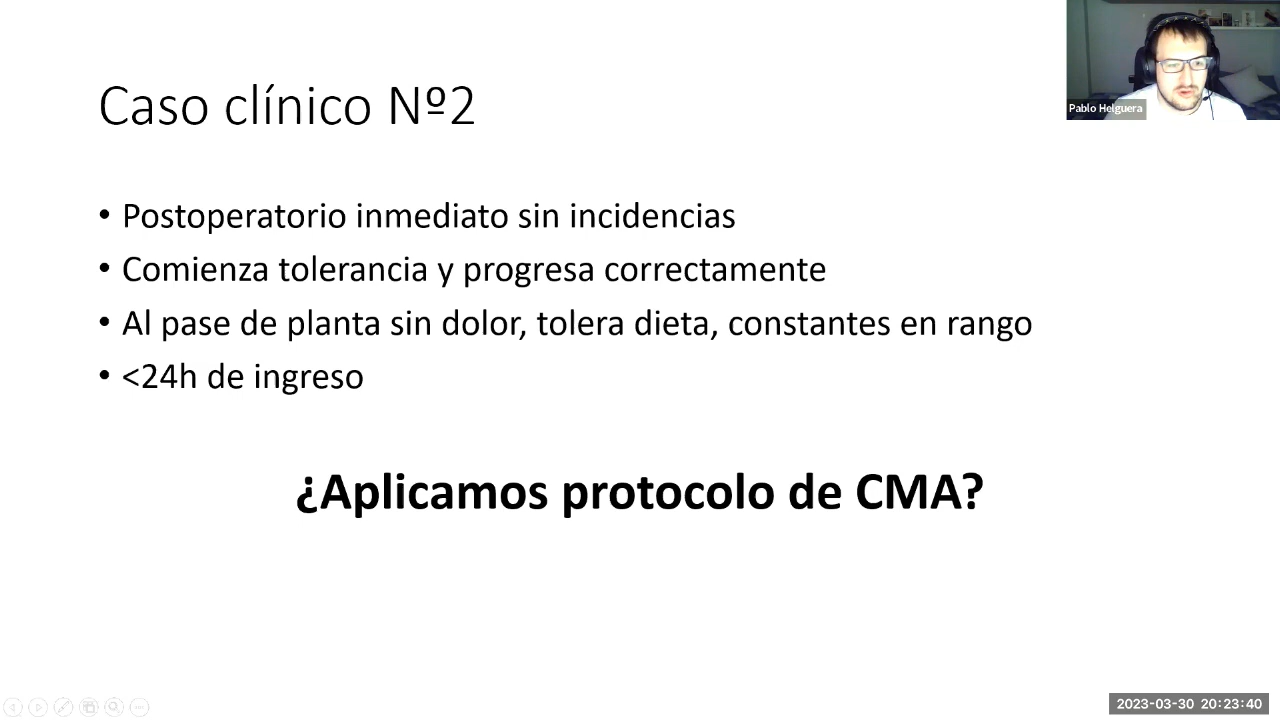 Caso clínico Nº2
Pablo Helguera
• Postoperatorio inmediato sin incidencias
• Comienza tolerancia y progresa correctamente
• Al pase de planta sin dolor, tolera dieta, constantes en rango
• <24h de ingreso
¿Aplicamos protocolo de CMA?
2023-03-30 20:23:40